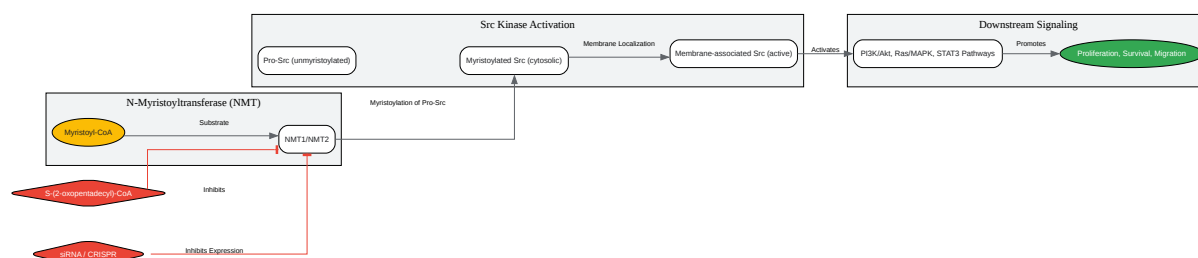 Src Kinase Activation
Downstream Signaling
Pro-Src (unmyristoylated)
Myristoylated Src (cytosolic)
Membrane Localization
Membrane-associated Src (active)
Activates
PI3K/Akt, Ras/MAPK, STAT3 Pathways
Promotes
Proliferation, Survival, Migration
N-Myristoyltransferase (NMT)
Myristoylation of Pro-Src
Myristoyl-CoA
Substrate
NMT1/NMT2
S-(2-oxopentadecyl)-CoA
Inhibits
siRNA / CRISPR
Inhibits Expression